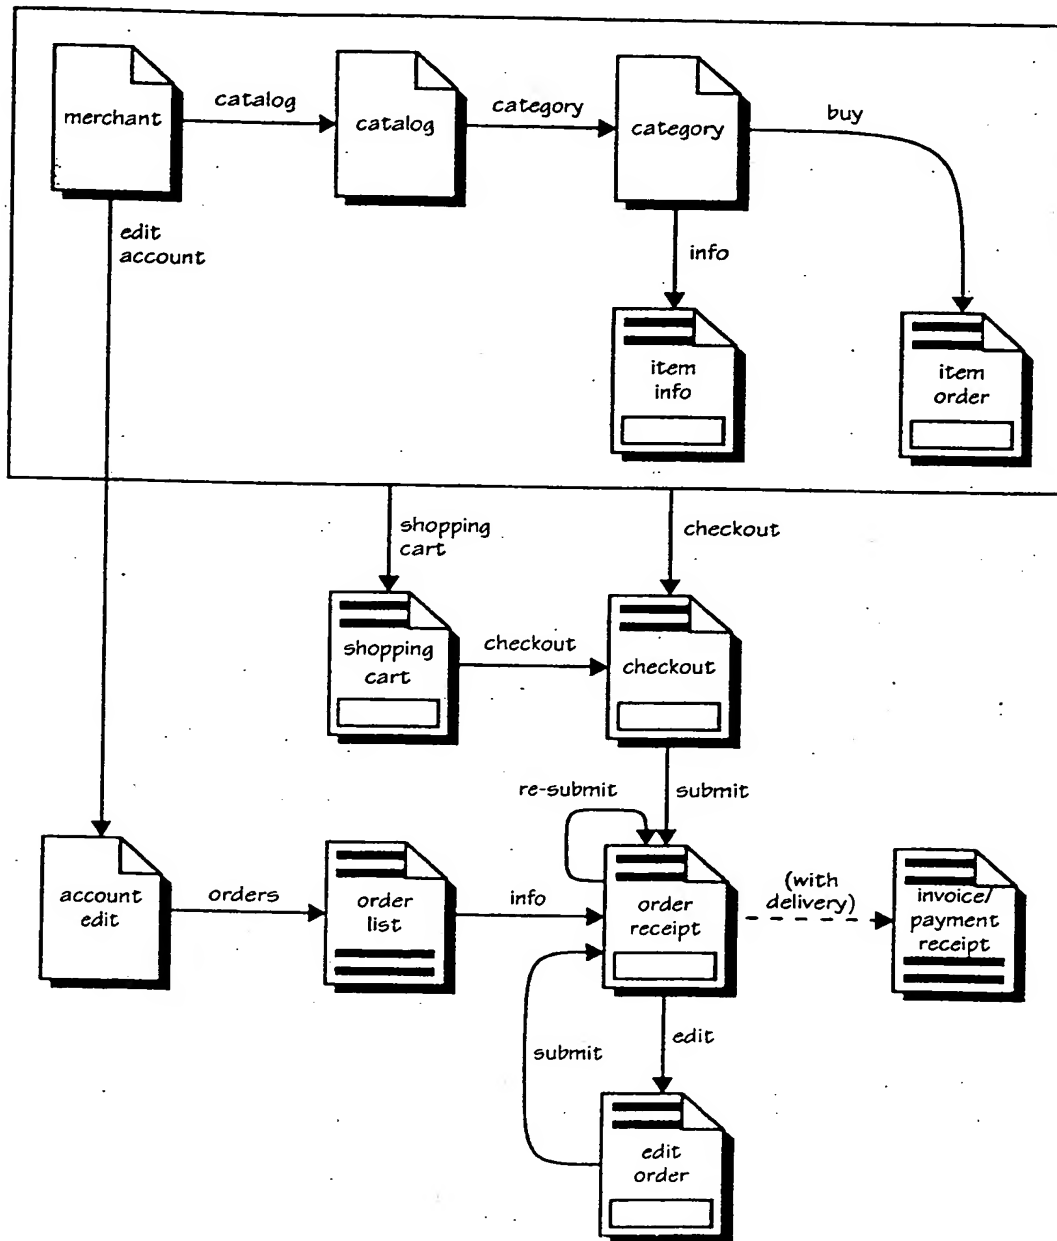 merchant
catalog
catalog
category
category
buy
edit
account
info
item
info
item
order
shopping
cart
checkout
shopping
cart
checkout
checkout
re-submit
submit
account
edit
orders
order
list
info
order
receipt
(with
delivery)
invoice/
payment
receipt
submit
edit
edit
order